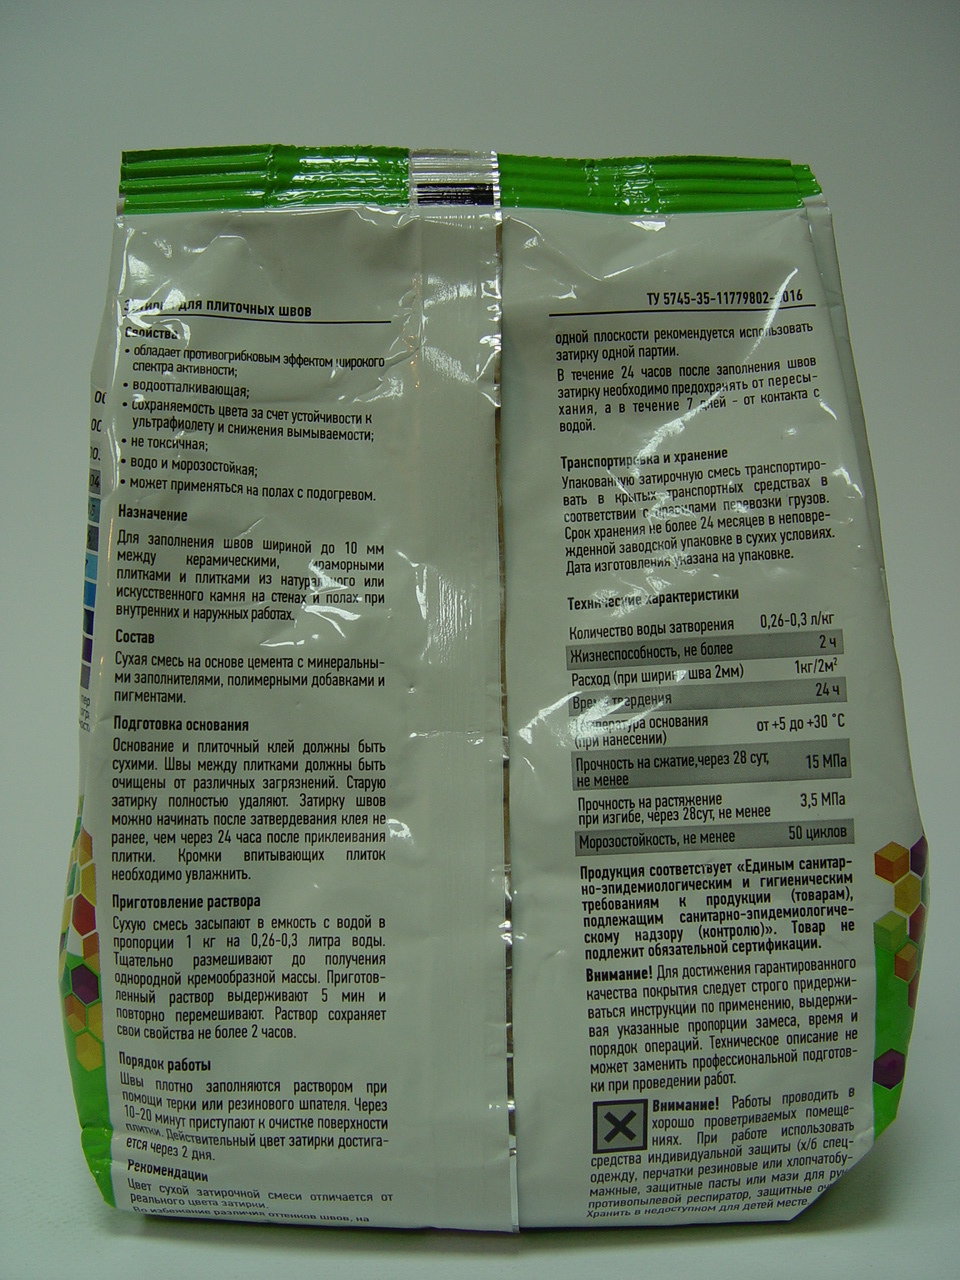 Затирка для плиточных швов
Свойства
• обладает противогрибковым эффектом широкого
спектра активности;
• водоотталкивающая;
• сохраняемость цвета за счет устойчивости к
ультрафиолету и снижения вымываемости;
• не токсичная;
• водо и морозостойкая;
• может применяться на полах с подогревом.
Назначение
Для заполнения швов шириной до 10 мм
между керамическими, мраморными
плитками и плитками из натурального или
искусственного камня на стенах и полах при
внутренних и наружных работах.
Состав
Сухая смесь на основе цемента с минеральны-
ми заполнителями, полимерными добавками и
пигментами.
Подготовка основания
Основание и плиточный клей должны быть
сухими. Швы между плитками должны быть
очищены от различных загрязнений. Старую
затирку полностью удаляют. Затирку швов
можно начинать после затвердевания клея не
ранее, чем через 24 часа после приклеивания
плитки. Кромки впитывающих плиток
необходимо увлажнить.
Приготовление раствора
Сухую смесь засыпают в емкость с водой в
пропорции 1 кг на 0,26-0,3 литра воды.
Тщательно размешивают до получения
однородной кремообразной массы. Приготов-
ленный раствор выдерживают 5 мин и
повторно перемешивают. Раствор сохраняет
свои свойства не более 2 часов.
Порядок работы
Швы плотно заполняются раствором при
помощи терки или резинового шпателя. Через
10-20 минут приступают к очистке поверхности
плитки. Действительный цвет затирки достига-
ется через 2 дня.
Рекомендации
Цвет сухой затирочной смеси отличается от
реального цвета затирки.
Во избежание различия оттенков швов, на
ТУ 5745-35-11779802-2016
одной плоскости рекомендуется использовать
затирку одной партии.
В течение 24 часов после заполнения швов
затирку необходимо предохранять от пересы-
хания, а в течение 7 дней - от контакта с
водой.
Транспортировка и хранение
Упакованную затирочную смесь транспортиро-
вать в крытых транспортных средствах в
соответствии с правилами перевозки грузов.
Срок хранения не более 24 месяцев в неповре-
жденной заводской упаковке в сухих условиях.
Дата изготовления указана на упаковке.
Технические характеристики
Количество воды затворения 0,26-0,3 л/кг
Жизнеспособность, не более 2 ч
Расход (при ширине шва 2мм) 1кг/2м²
Время твердения 24 ч
Температура основания
(при нанесении) от +5 до +30 °С
Прочность на сжатие,через 28 сут,
не менее 15 МПа
Прочность на растяжение
при изгибе, через 28сут, не менее 3,5 МПа
Морозостойкость, не менее 50 циклов
Продукция соответствует «Единым санитар-
но-эпидемиологическим и гигиеническим
требованиям к продукции (товарам),
подлежащим санитарно-эпидемиологиче-
скому надзору (контролю)». Товар не
подлежит обязательной сертификации.
Внимание! Для достижения гарантированного
качества покрытия следует строго придержи-
ваться инструкции по применению, выдержи-
вая указанные пропорции замеса, время и
порядок операций. Техническое описание не
может заменить профессиональной подготов-
ки при проведении работ.
Внимание! Работы проводить в
хорошо проветриваемых помеще-
ниях. При работе использовать
средства индивидуальной защиты (х/б спец-
одежду, перчатки резиновые или хлопчатобу-
мажные, защитные пасты или мази для рук,
противопылевой респиратор, защитные
Хранить в недоступном для детей месте.